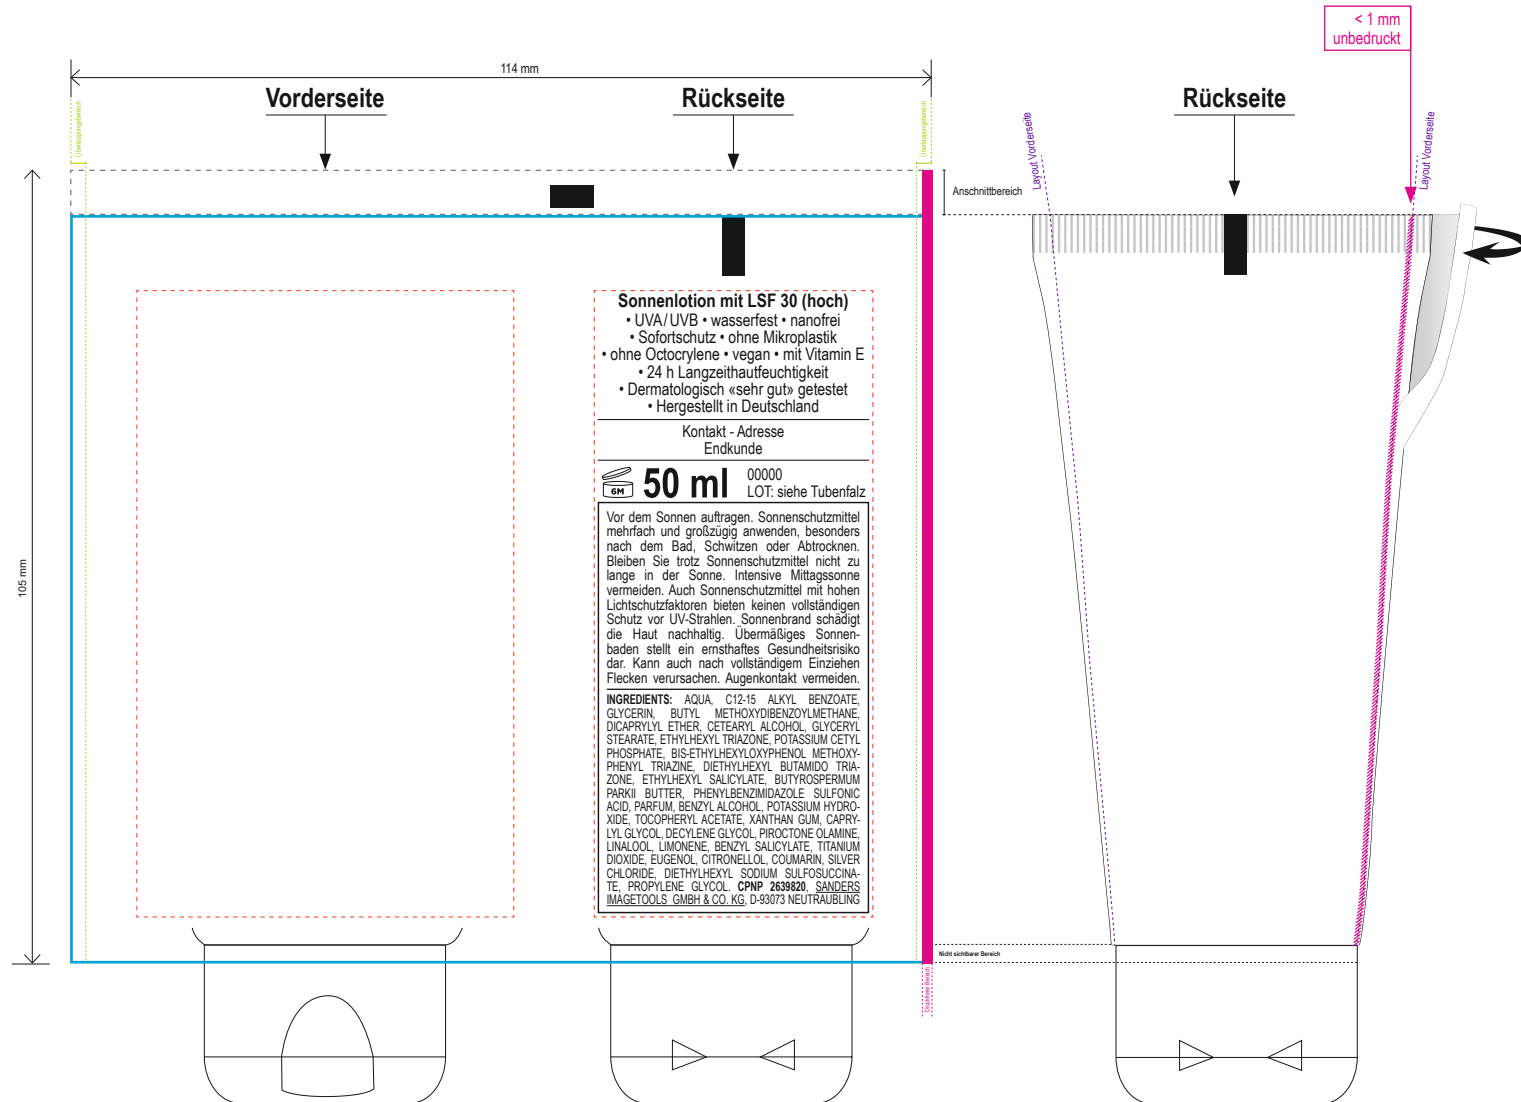 < 1 mm
unbedruckt
114 mm
Vorderseite
Rückseite
Rückseite
Überlappungsbereich
Überlappungsbereich
Layout Vorderseite
Layout Vorderseite
Anschnittbereich
105 mm
Sonnenlotion mit LSF 30 (hoch)
• UVA/UVB • wasserfest • nanofrei
• Sofortschutz • ohne Mikroplastik
• ohne Octocrylene • vegan • mit Vitamin E
• 24 h Langzeithautfeuchtigkeit
• Dermatologisch «sehr gut» getestet
• Hergestellt in Deutschland
Kontakt - Adresse
Endkunde
6M
50 ml
00000
LOT: siehe Tubenfalz
Vor dem Sonnen auftragen. Sonnenschutzmittel
mehrfach und großzügig anwenden, besonders
nach dem Bad, Schwitzen oder Abtrocknen.
Bleiben Sie trotz Sonnenschutzmittel nicht zu
lange in der Sonne. Intensive Mittagssonne
vermeiden. Auch Sonnenschutzmittel mit hohen
Lichtschutzfaktoren bieten keinen vollständigen
Schutz vor UV-Strahlen. Sonnenbrand schädigt
die Haut nachhaltig. Übermäßiges Sonnen-
baden stellt ein ernsthaftes Gesundheitsrisiko
dar. Kann auch nach vollständigem Einziehen
Flecken verursachen. Augenkontakt vermeiden.
INGREDIENTS: AQUA, C12-15 ALKYL BENZOATE,
GLYCERIN, BUTYL METHOXYDIBENZOYLMETHANE,
DICAPRYLYL ETHER, CETEARYL ALCOHOL, GLYCERYL
STEARATE, ETHYLHEXYL TRIAZONE, POTASSIUM CETYL
PHOSPHATE, BIS-ETHYLHEXYLOXYPHENOL METHOXY-
PHENYL TRIAZINE, DIETHYLHEXYL BUTAMIDO TRIA-
ZONE, ETHYLHEXYL SALICYLATE, BUTYROSPERMUM
PARKII BUTTER, PHENYLBENZIMIDAZOLE SULFONIC
ACID, PARFUM, BENZYL ALCOHOL, POTASSIUM HYDRO-
XIDE, TOCOPHERYL ACETATE, XANTHAN GUM, CAPRY-
LYL GLYCOL, DECYLENE GLYCOL, PIROCTONE OLAMINE,
LINALOOL, LIMONENE, BENZYL SALICYLATE, TITANIUM
DIOXIDE, EUGENOL, CITRONELLOL, COUMARIN, SILVER
CHLORIDE, DIETHYLHEXYL SODIUM SULFOSUCCINA-
TE, PROPYLENE GLYCOL. CPNP 2639820, SANDERS
IMAGETOOLS GMBH & CO. KG, D-93073 NEUTRAUBLING
Nicht sichtbarer Bereich
Druckfreier Bereich